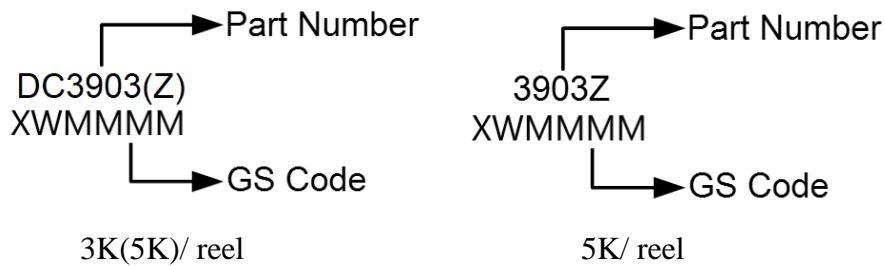 Part Number
DC3903(Z)
XWMMMM
GS Code
3K(5K)/ reel
Part Number
3903Z
XWMMMM
GS Code
5K/ reel